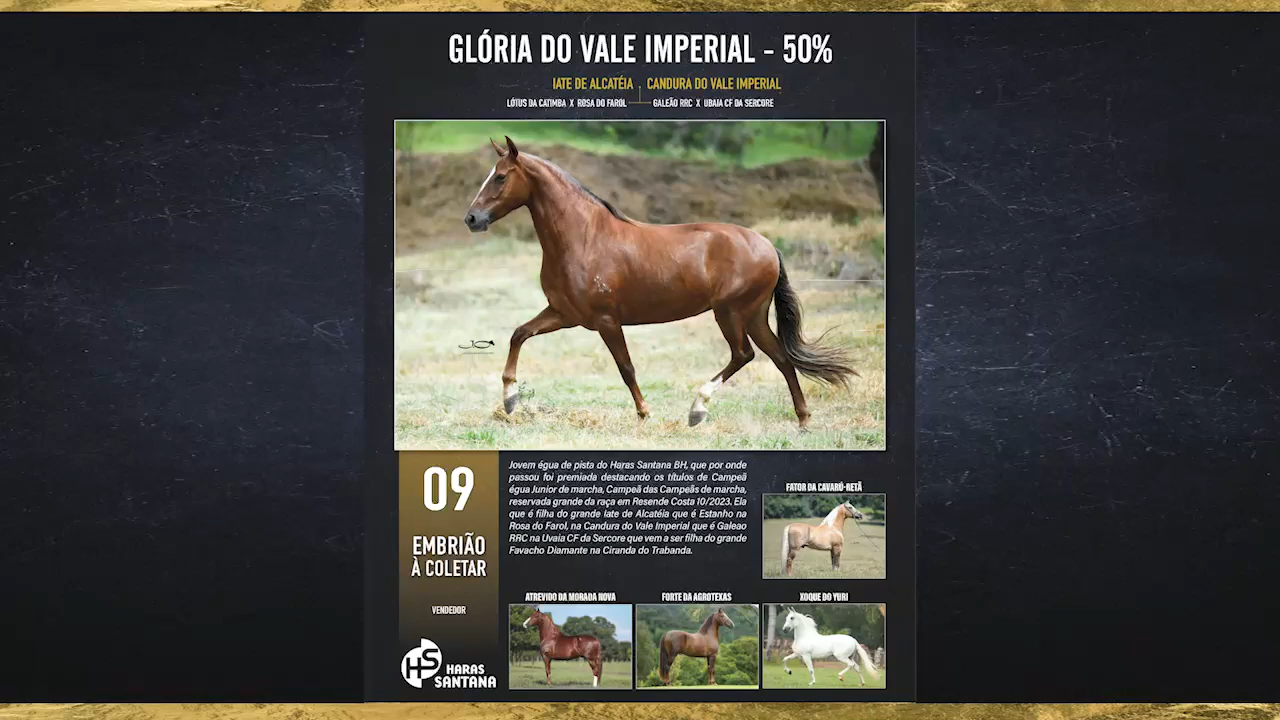 GLÓRIA DO VALE IMPERIAL - 50%
IATE DE ALCATÉIA
CANDURA DO VALE IMPERIAL
LÓTUS DA CATIMBA X ROSA DO FAROL
GALEÃO RRC X UBAIA CF DA SERCORE
09
EMBRIÃO
À COLETAR
VENDEDOR
HS HARAS
SANTANA
Jovem égua de pista do Haras Santana BH, que por onde
passou foi premiada destacando os títulos de Campeã
égua Junior de marcha, Campeã das Campeãs de marcha,
reservada grande da raça em Resende Costa 10/2023. Ela
que é filha do grande Iate de Alcatéia que é Estanho na
Rosa do Farol, na Candura do Vale Imperial que é Galeao
RRC na Uvaia CF da Sercore que vem a ser filha do grande
Favacho Diamante na Ciranda do Trabanda.
FATOR DA CAVARÚ-RETÃ
ATREVIDO DA MORADA NOVA
FORTE DA AGROTEXAS
XOQUE DO YURI